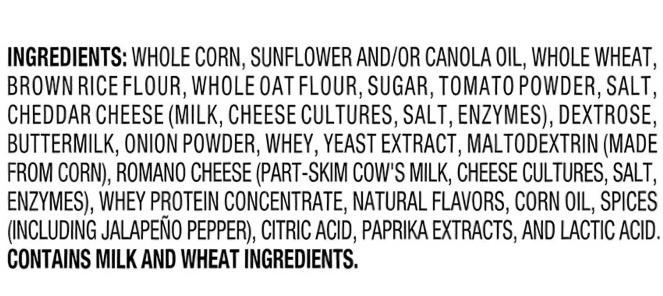 INGREDIENTS: WHOLE CORN, SUNFLOWER AND/OR CANOLA OIL, WHOLE WHEAT,
BROWN RICE FLOUR, WHOLE OAT FLOUR, SUGAR, TOMATO POWDER, SALT,
CHEDDAR CHEESE (MILK, CHEESE CULTURES, SALT, ENZYMES), DEXTROSE,
BUTTERMILK, ONION POWDER, WHEY, YEAST EXTRACT, MALTODEXTRIN (MADE
FROM CORN), ROMANO CHEESE (PART-SKIM COW'S MILK, CHEESE CULTURES, SALT,
ENZYMES), WHEY PROTEIN CONCENTRATE, NATURAL FLAVORS, CORN OIL, SPICES
(INCLUDING JALAPEÑO PEPPER), CITRIC ACID, PAPRIKA EXTRACTS, AND LACTIC ACID.
CONTAINS MILK AND WHEAT INGREDIENTS.